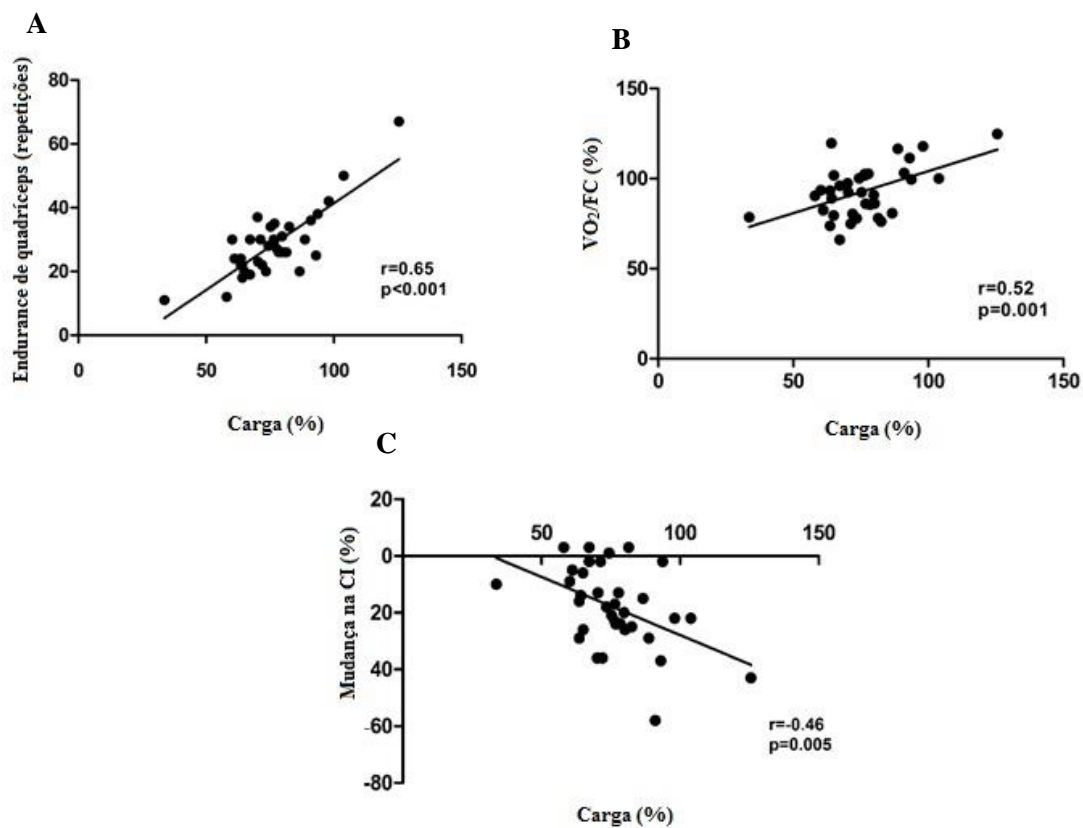 A
Endurance de quadríceps (repetições)
80
60
40
20
0
0
50
100
150
r=0.65
p<0.001
Carga (%)
B
VO₂/FC (%)
150
100
50
0
0
50
100
150
r=0.52
p=0.001
Carga (%)
C
Mudança na CI (%)
20
0
-20
-40
-60
-80
50
100
150
r=-0.46
p=0.005
Carga (%)